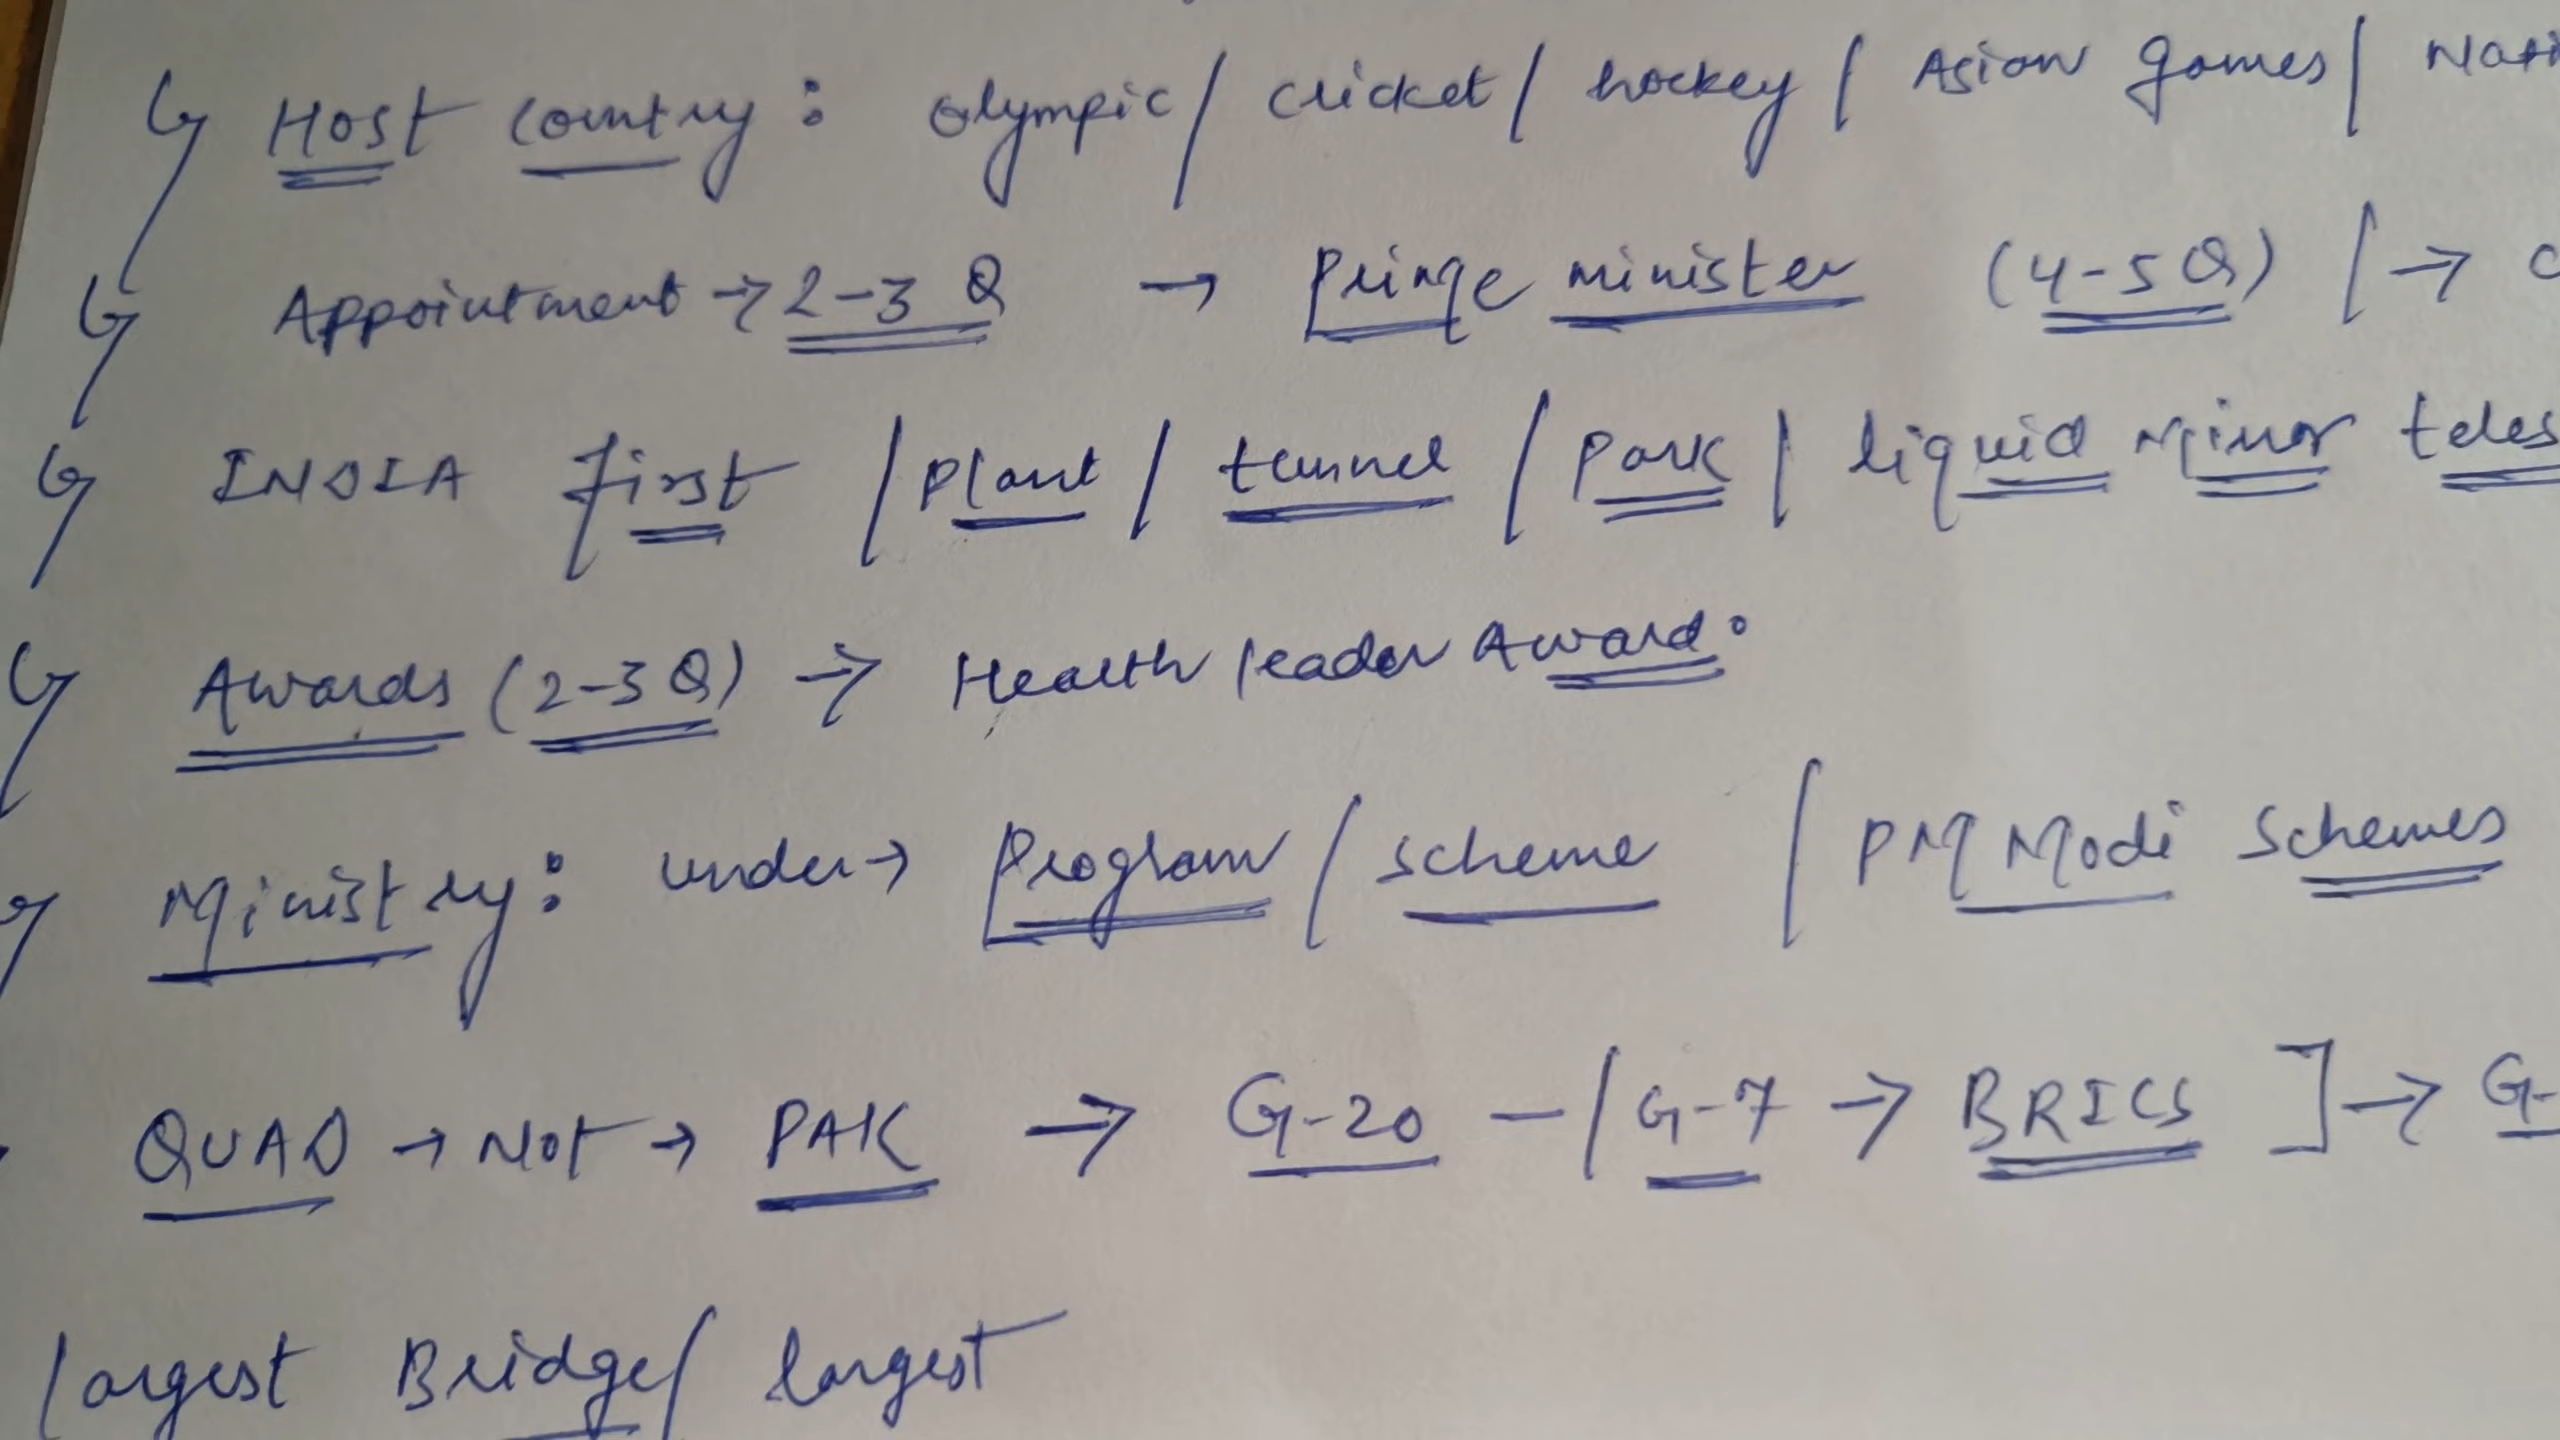 ↳ Host country: olympic / cricket / hockey / Asian Games /
↳ Appointment → 2-3 Q → Prime minister (4-5 Q) / →
↳ INDIA first / Plant / tunnel / Park / liquid Mirror teles
↳ Awards (2-3 Q) → Health leader Award.
↳ Ministry: under → Program / scheme / PM Modi Schemes
QUAD → Not → PAK → G-20 - / G-7 → BRICS ] → G-
largest Bridge / largest